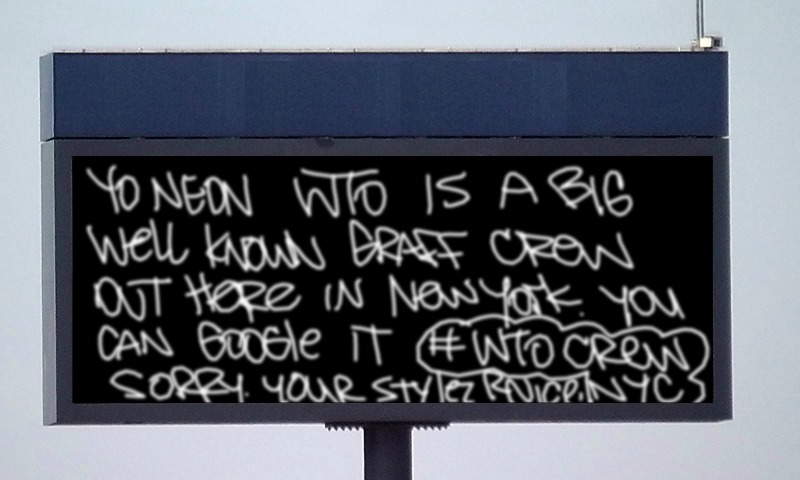 YO NEON WTO IS A BIG
Well KNOWN GRAFF CREW
OUT HeRe IN New York. YOU
CAN GOOGle IT #WTO CReW
SORRY. YOUR STYlez R NICE. NYC